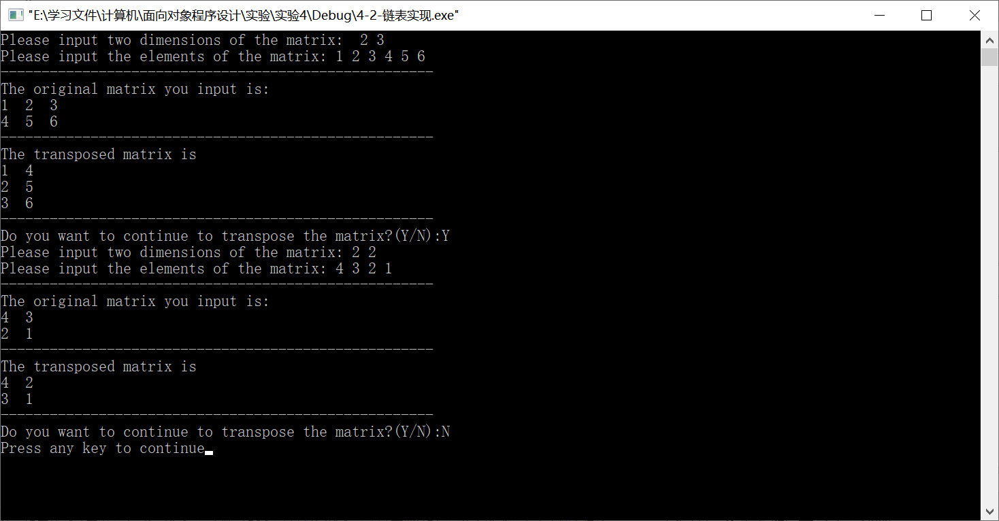 "E:\学习文件\计算机\面向对象程序设计\实验\实验4\Debug\4-2-链表实现.exe"
Please input two dimensions of the matrix:  2 3
Please input the elements of the matrix: 1 2 3 4 5 6
-----------------------------------------------------
The original matrix you input is:
1  2  3
4  5  6
-----------------------------------------------------
The transposed matrix is
1  4
2  5
3  6
-----------------------------------------------------
Do you want to continue to transpose the matrix?(Y/N):Y
Please input two dimensions of the matrix: 2 2
Please input the elements of the matrix: 4 3 2 1
-----------------------------------------------------
The original matrix you input is:
4  3
2  1
-----------------------------------------------------
The transposed matrix is
4  2
3  1
-----------------------------------------------------
Do you want to continue to transpose the matrix?(Y/N):N
Press any key to continue